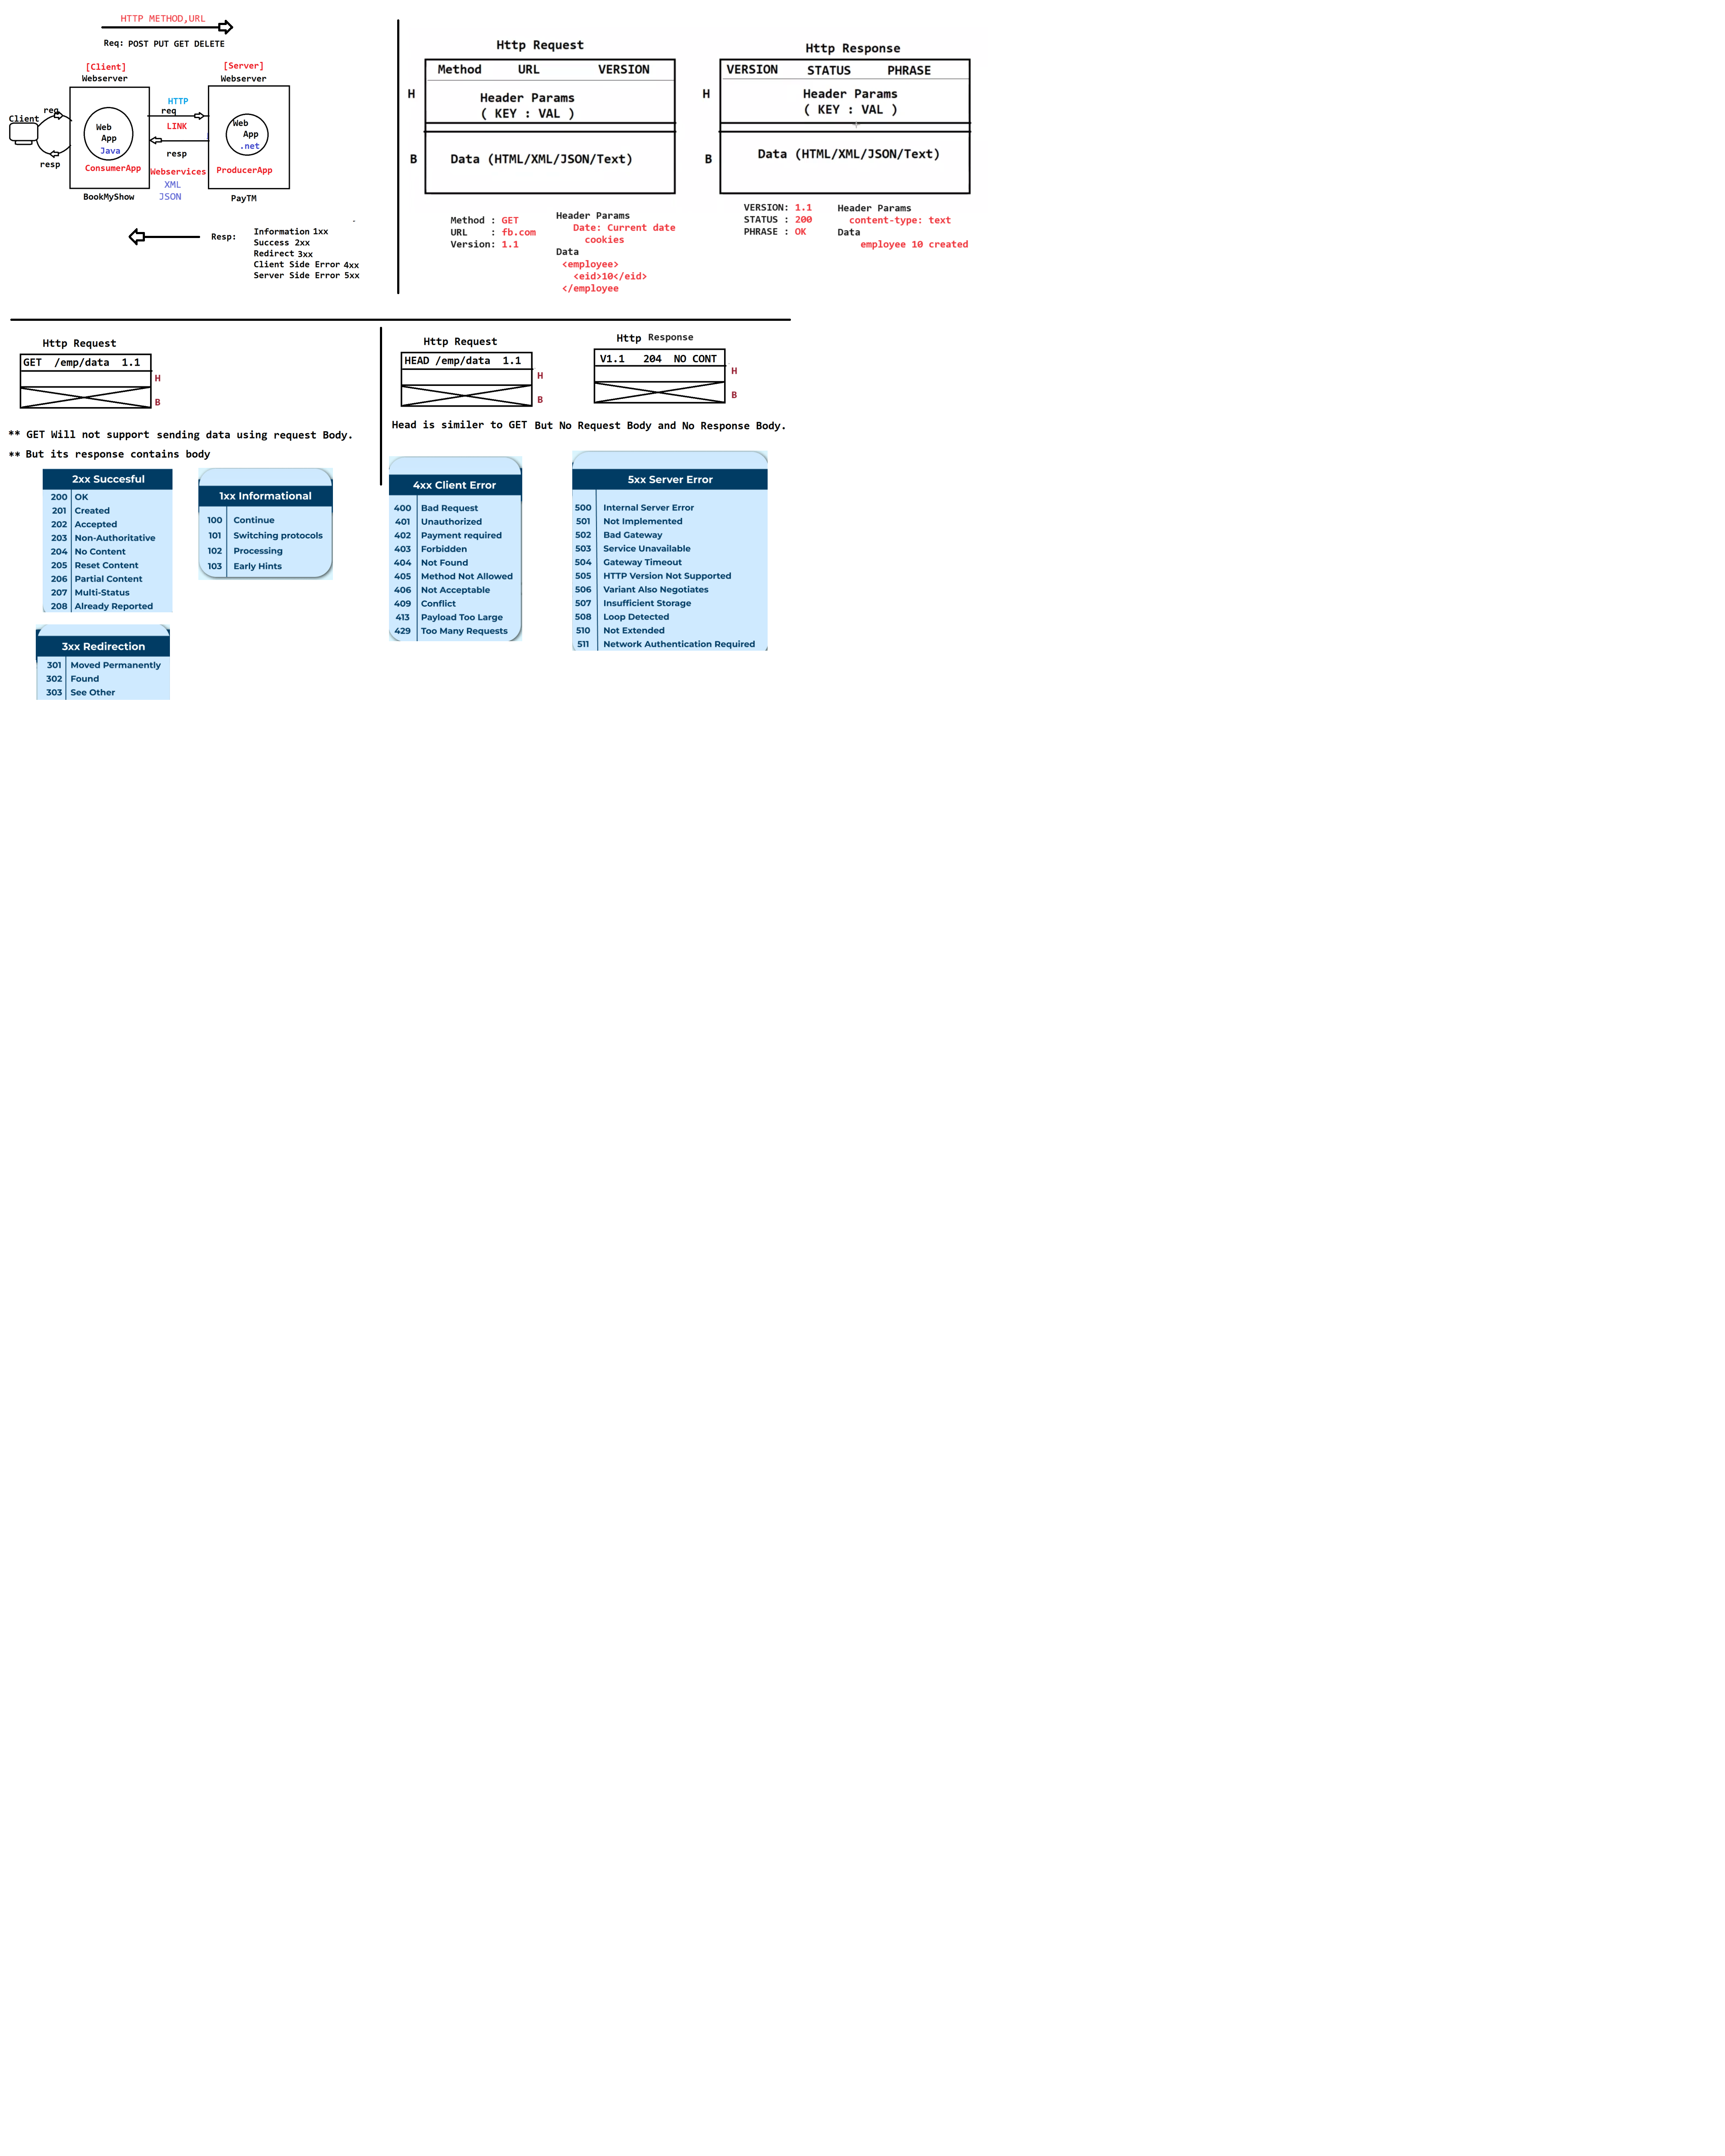 HTTP METHOD,URL
Req: POST PUT GET DELETE
[Client]
Webserver
[Server]
Webserver
Client
req
resp
Web
App
Java
ConsumerApp
BookMyShow
HTTP
req
LINK
resp
Webservices
XML
JSON
Web
App
.net
ProducerApp
PayTM
Resp:
Information 1xx
Success 2xx
Redirect 3xx
Client Side Error 4xx
Server Side Error 5xx
Http Request
Method URL VERSION
H
Header Params
( KEY : VAL )
B
Data (HTML/XML/JSON/Text)
Method : GET
URL : fb.com
Version: 1.1
Header Params
Date: Current date
cookies
Data
<employee>
<eid>10</eid>
</employee
Http Response
VERSION STATUS PHRASE
H
Header Params
( KEY : VAL )
B
Data (HTML/XML/JSON/Text)
VERSION: 1.1
STATUS : 200
PHRASE : OK
Header Params
content-type: text
Data
employee 10 created
Http Request
GET /emp/data 1.1
H
B
** GET Will not support sending data using request Body.
** But its response contains body
Http Request
HEAD /emp/data 1.1
H
B
Http Response
V1.1 204 NO CONT
H
B
Head is similer to GET But No Request Body and No Response Body.
2xx Succesful
200 OK
201 Created
202 Accepted
203 Non-Authoritative
204 No Content
205 Reset Content
206 Partial Content
207 Multi-Status
208 Already Reported
1xx Informational
100 Continue
101 Switching protocols
102 Processing
103 Early Hints
3xx Redirection
301 Moved Permanently
302 Found
303 See Other
4xx Client Error
400 Bad Request
401 Unauthorized
402 Payment required
403 Forbidden
404 Not Found
405 Method Not Allowed
406 Not Acceptable
409 Conflict
413 Payload Too Large
429 Too Many Requests
5xx Server Error
500 Internal Server Error
501 Not Implemented
502 Bad Gateway
503 Service Unavailable
504 Gateway Timeout
505 HTTP Version Not Supported
506 Variant Also Negotiates
507 Insufficient Storage
508 Loop Detected
510 Not Extended
511 Network Authentication Required